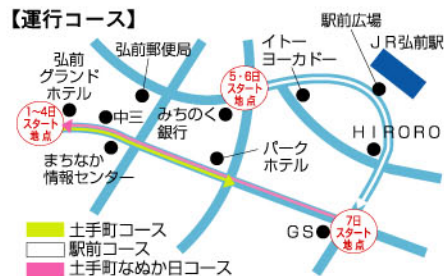 【運行コース】
弘前
グランド
ホテル
弘前郵便局
5・6日
スタート
地点
イトー
ヨーカドー
駅前広場
JR弘前駅
1〜4日
スタート
地点
中三
みちのく
銀行
HIRORO
まちなか
情報センター
パーク
ホテル
GS
7日
スタート
地点
土手町コース
駅前コース
土手町なぬか日コース